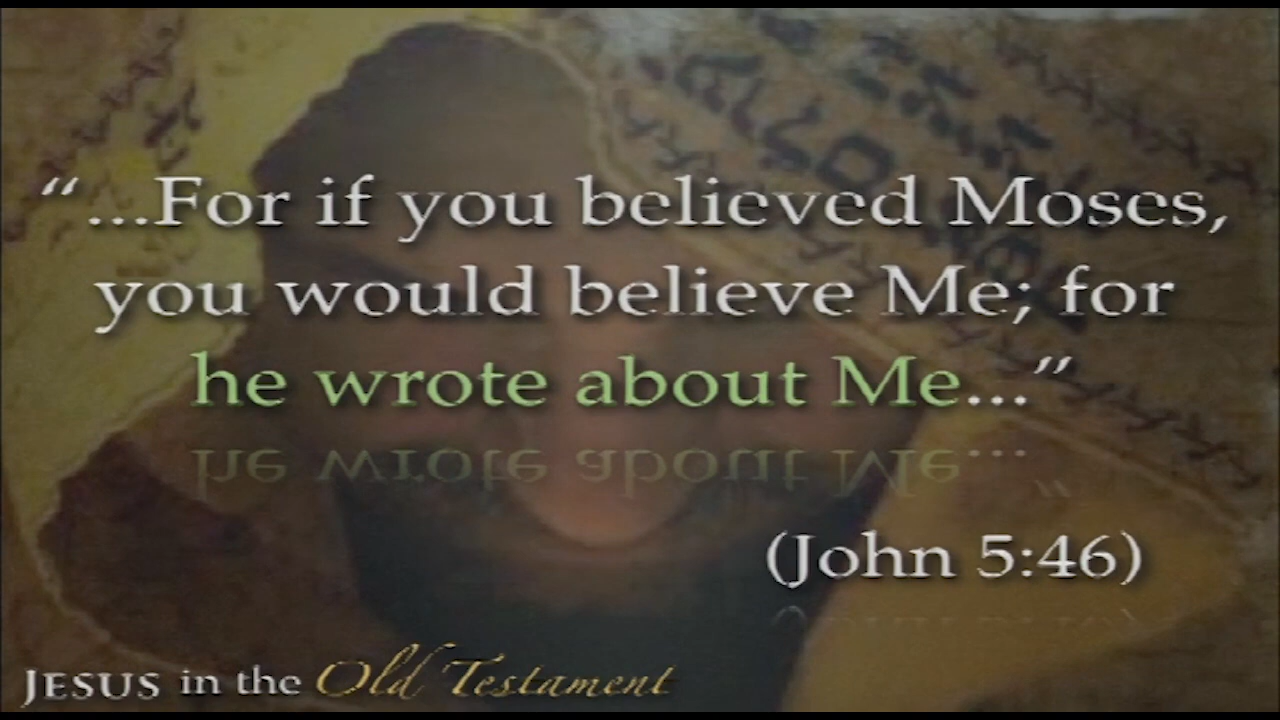 “...For if you believed Moses,
you would believe Me; for
he wrote about Me...”
(John 5:46)
JESUS in the Old Testament